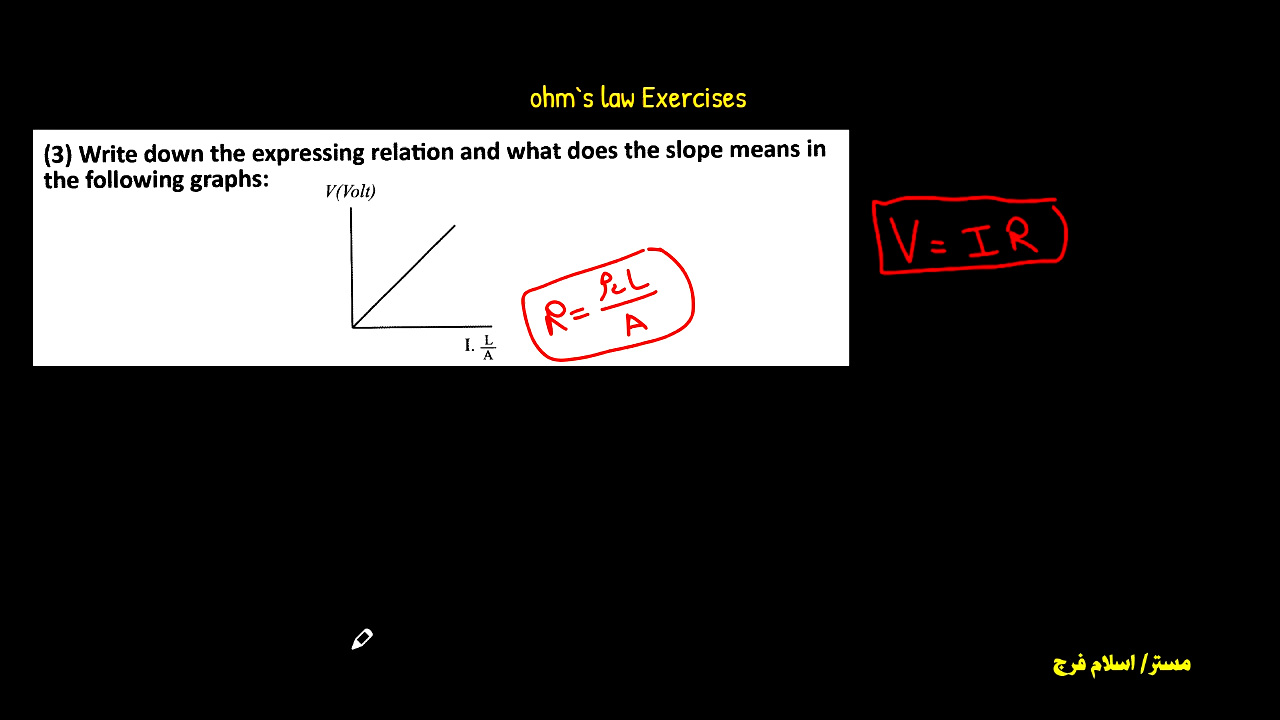 ohm`s law Exercises
(3) Write down the expressing relation and what does the slope means in
the following graphs:
V(Volt)
I. L/A
R = ρₑL/A
V = I R
مستر/ اسلام فرج